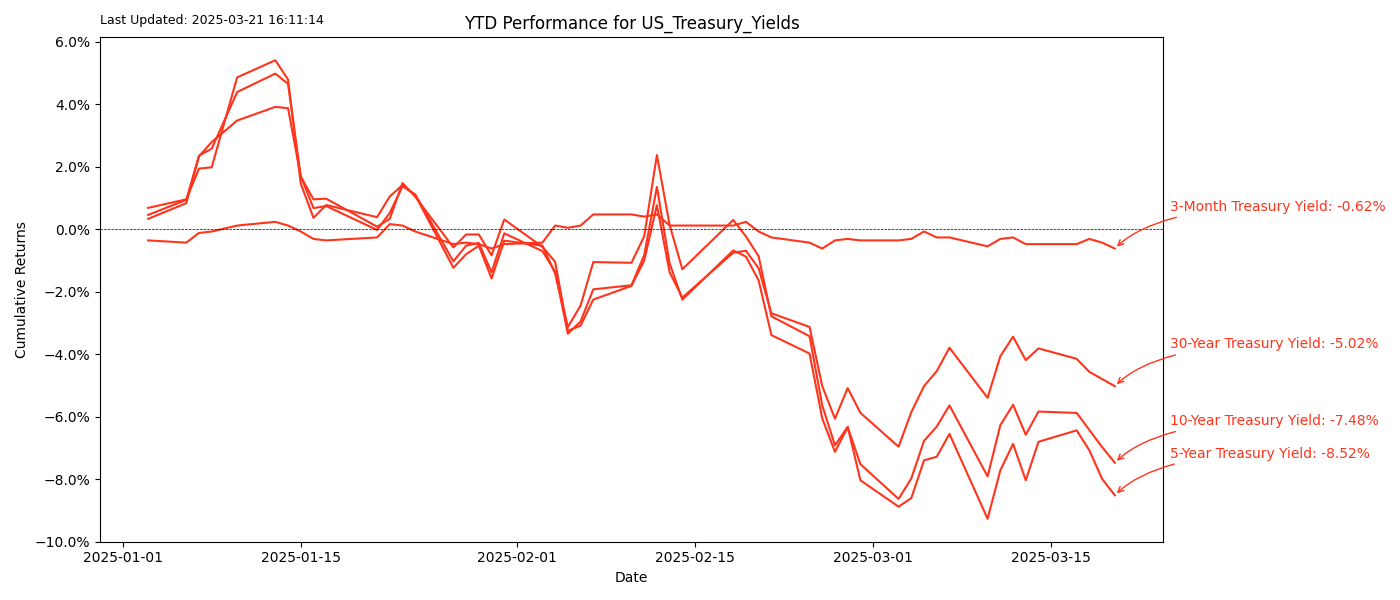 Last Updated: 2025-03-21 16:11:14
YTD Performance for US_Treasury_Yields
6.0%
4.0%
2.0%
0.0%
−2.0%
−4.0%
−6.0%
−8.0%
−10.0%
Cumulative Returns
3-Month Treasury Yield: -0.62%
30-Year Treasury Yield: -5.02%
10-Year Treasury Yield: -7.48%
5-Year Treasury Yield: -8.52%
2025-01-01
2025-01-15
2025-02-01
2025-02-15
2025-03-01
2025-03-15
Date